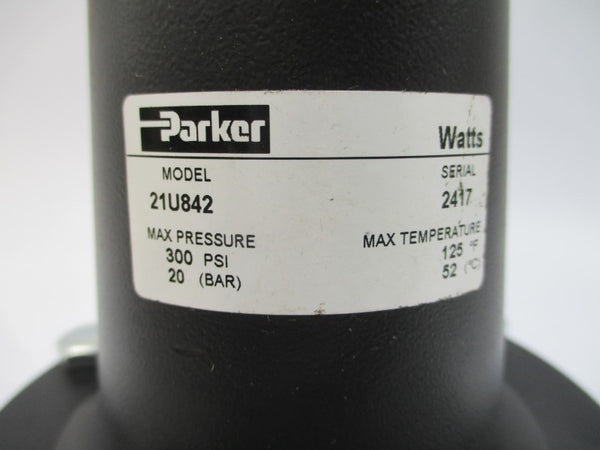 Parker
Watts
MODEL
21U842
SERIAL
2417
MAX PRESSURE
300 PSI
20 (BAR)
MAX TEMPERATURE
125 °F
52 (°C)